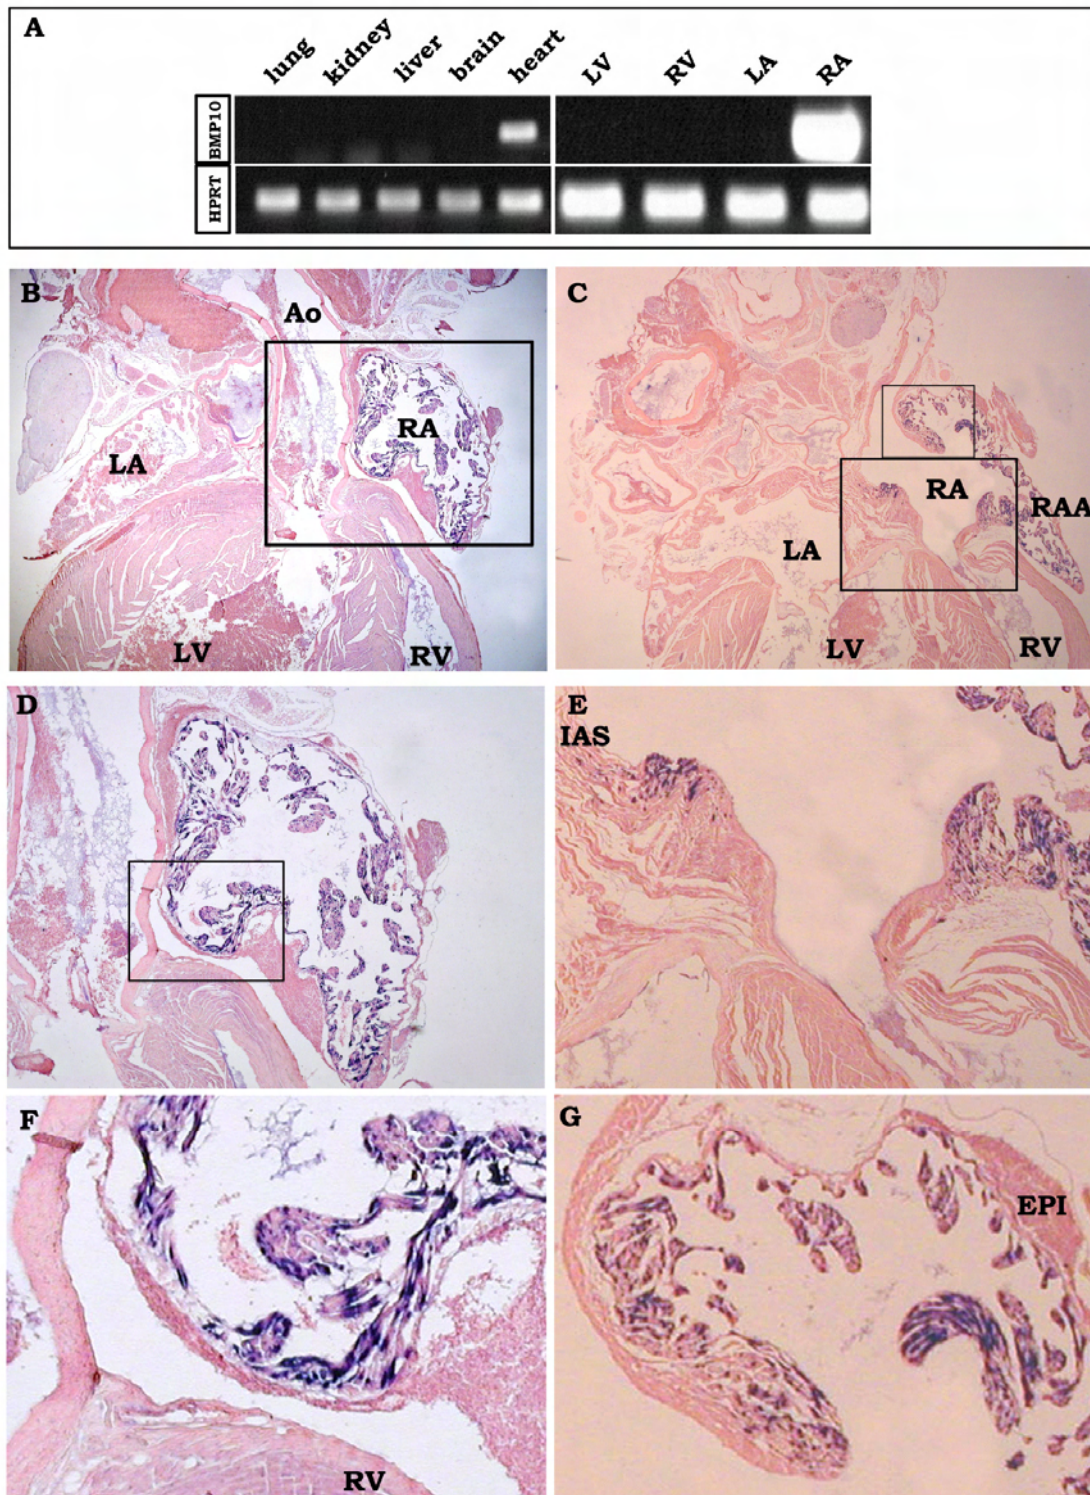 A
lung kidney liver brain heart LV RV LA RA
BMP10
HPRT
B
Ao
RA
LA
LV
RV
C
RA
RAA
LA
LV
RV
D
E
IAS
F
RV
G
EPI